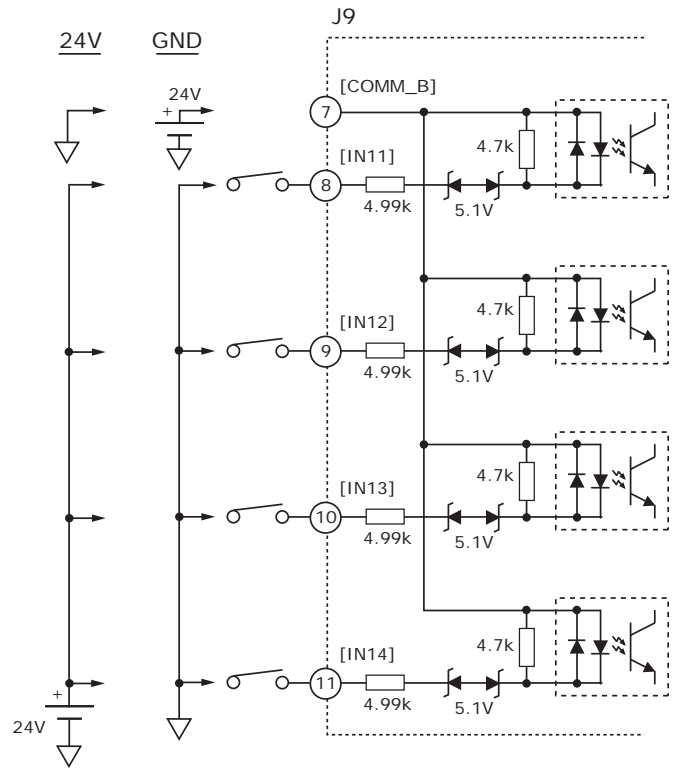 J9
24V GND
24V
+
[COMM_B]
7
4.7k
[IN11]
8
4.99k
5.1V
4.7k
[IN12]
9
4.99k
5.1V
4.7k
[IN13]
10
4.99k
5.1V
4.7k
[IN14]
11
4.99k
5.1V
+
24V